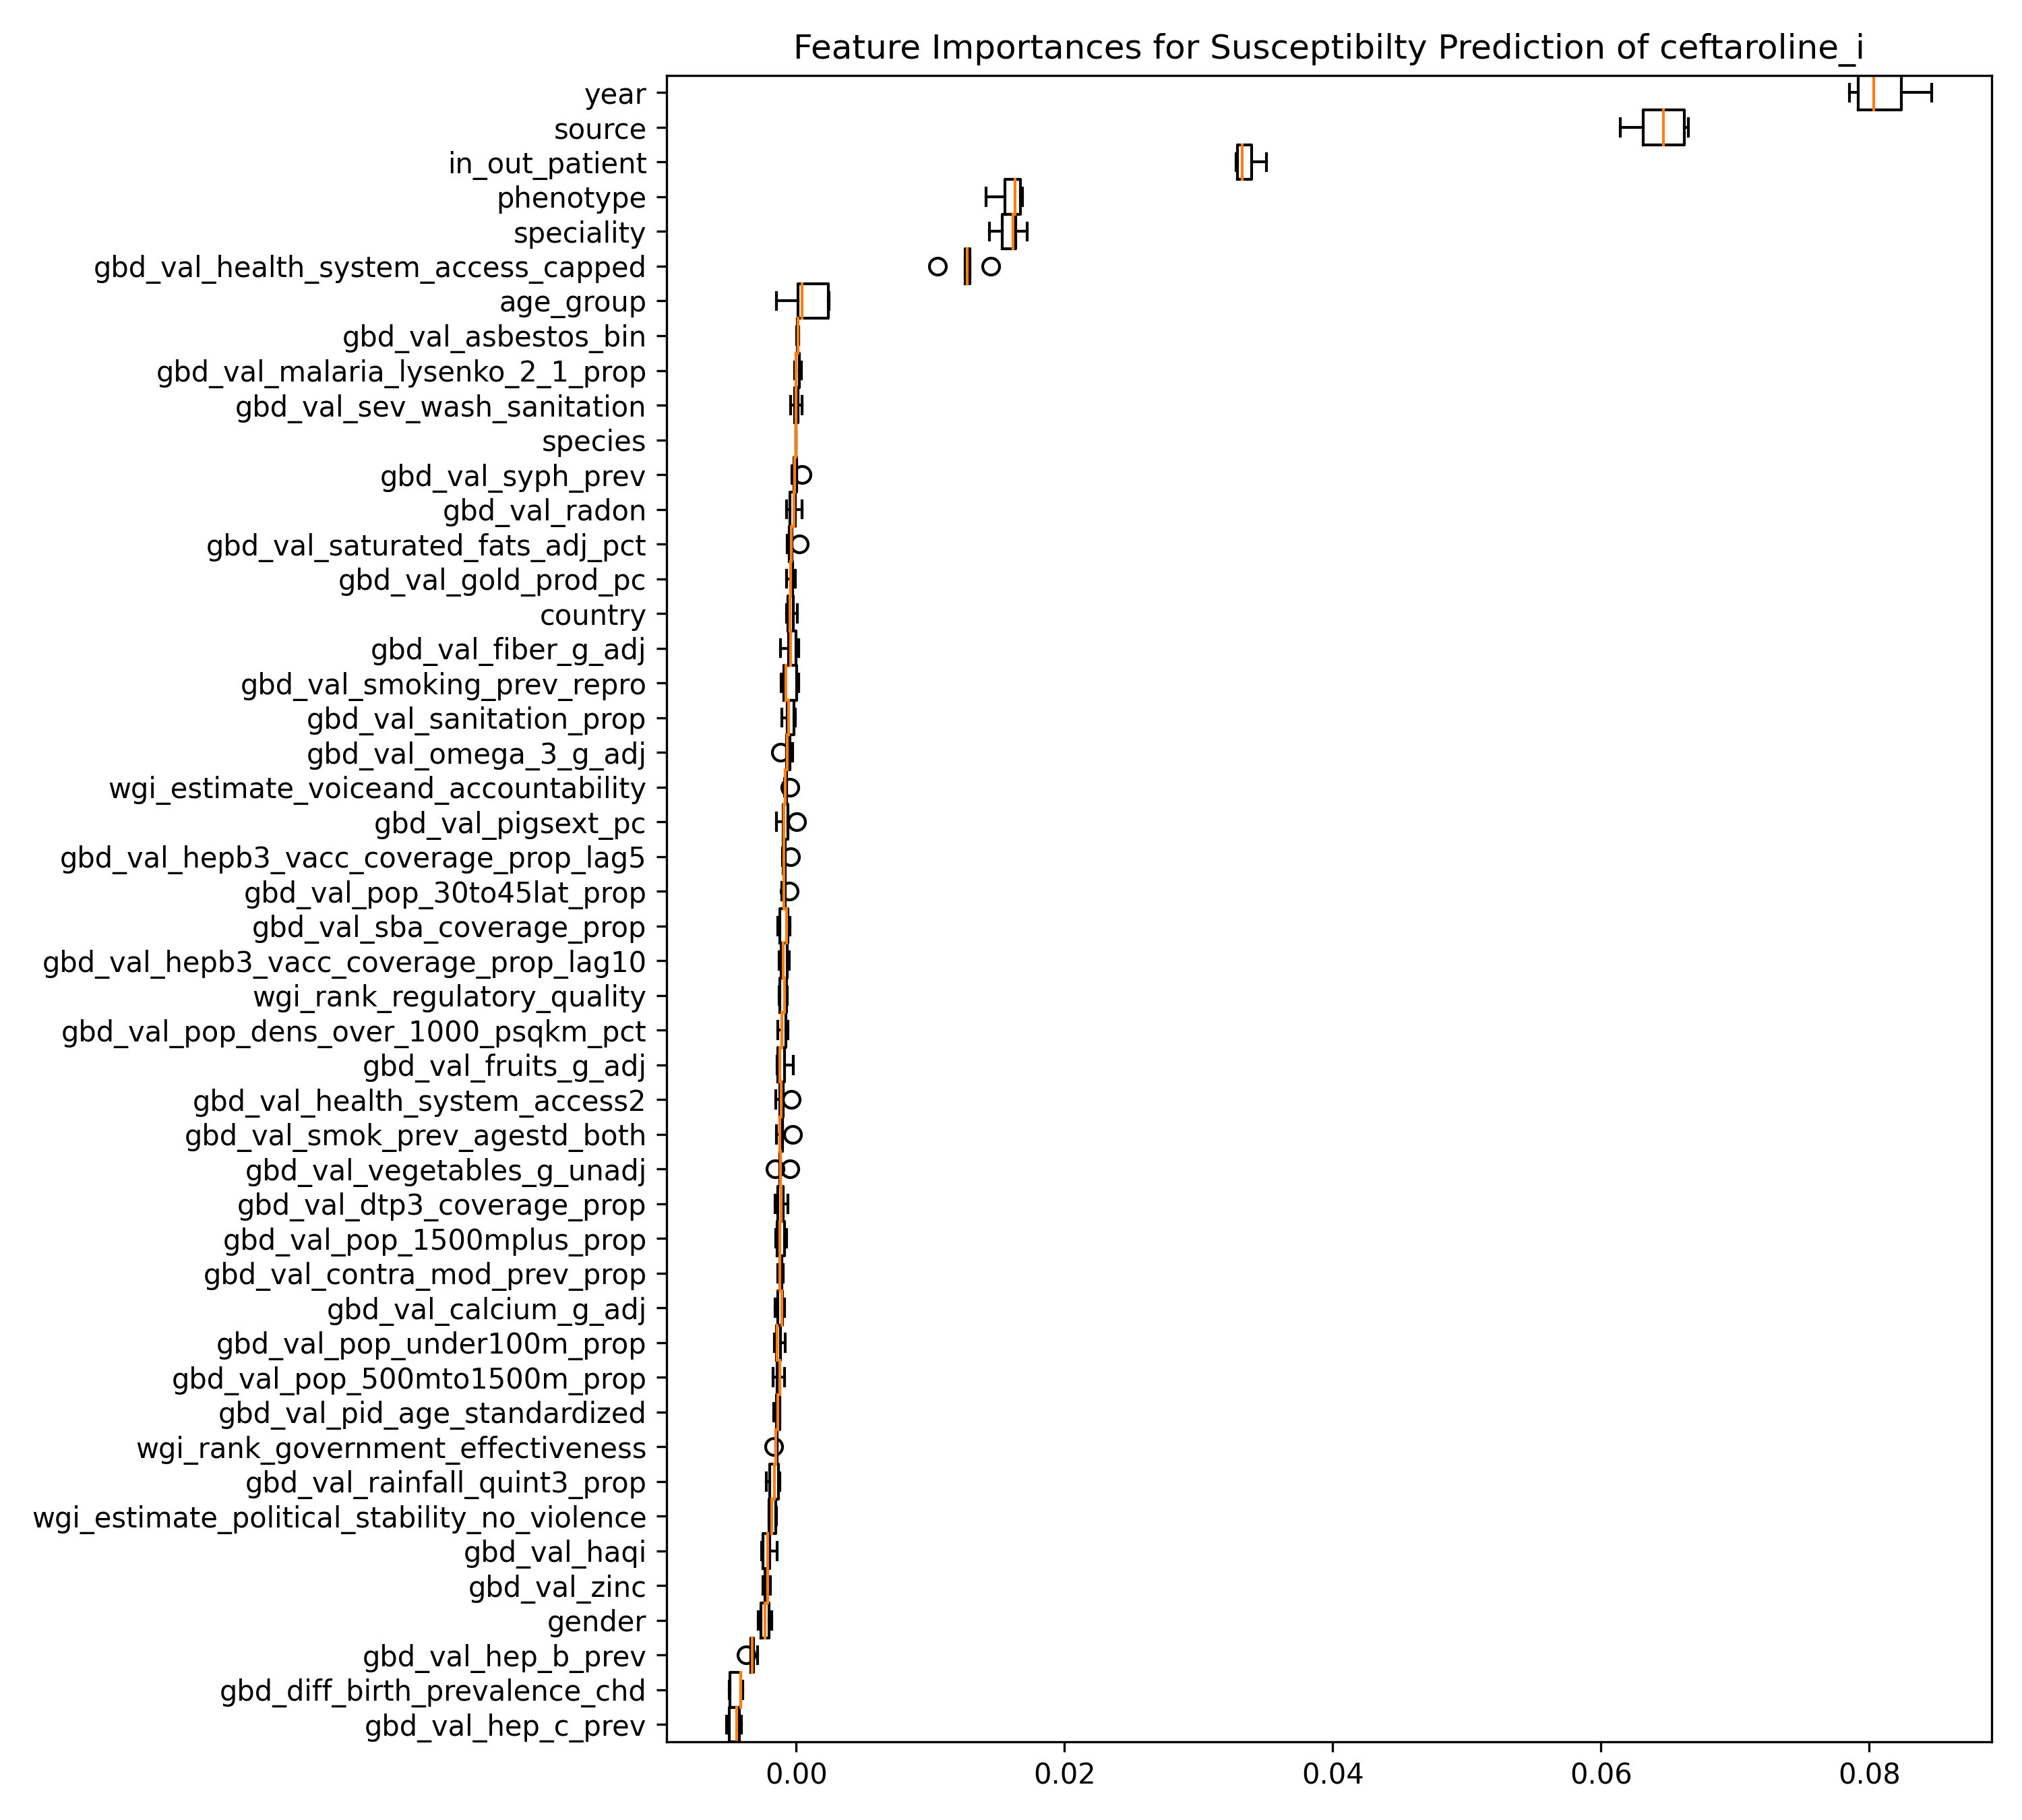 Feature Importances for Susceptibilty Prediction of ceftaroline_i
year
source
in_out_patient
phenotype
speciality
gbd_val_health_system_access_capped
age_group
gbd_val_asbestos_bin
gbd_val_malaria_lysenko_2_1_prop
gbd_val_sev_wash_sanitation
species
gbd_val_syph_prev
gbd_val_radon
gbd_val_saturated_fats_adj_pct
gbd_val_gold_prod_pc
country
gbd_val_fiber_g_adj
gbd_val_smoking_prev_repro
gbd_val_sanitation_prop
gbd_val_omega_3_g_adj
wgi_estimate_voiceand_accountability
gbd_val_pigsext_pc
gbd_val_hepb3_vacc_coverage_prop_lag5
gbd_val_pop_30to45lat_prop
gbd_val_sba_coverage_prop
gbd_val_hepb3_vacc_coverage_prop_lag10
wgi_rank_regulatory_quality
gbd_val_pop_dens_over_1000_psqkm_pct
gbd_val_fruits_g_adj
gbd_val_health_system_access2
gbd_val_smok_prev_agestd_both
gbd_val_vegetables_g_unadj
gbd_val_dtp3_coverage_prop
gbd_val_pop_1500mplus_prop
gbd_val_contra_mod_prev_prop
gbd_val_calcium_g_adj
gbd_val_pop_under100m_prop
gbd_val_pop_500mto1500m_prop
gbd_val_pid_age_standardized
wgi_rank_government_effectiveness
gbd_val_rainfall_quint3_prop
wgi_estimate_political_stability_no_violence
gbd_val_haqi
gbd_val_zinc
gender
gbd_val_hep_b_prev
gbd_diff_birth_prevalence_chd
gbd_val_hep_c_prev
0.00 0.02 0.04 0.06 0.08